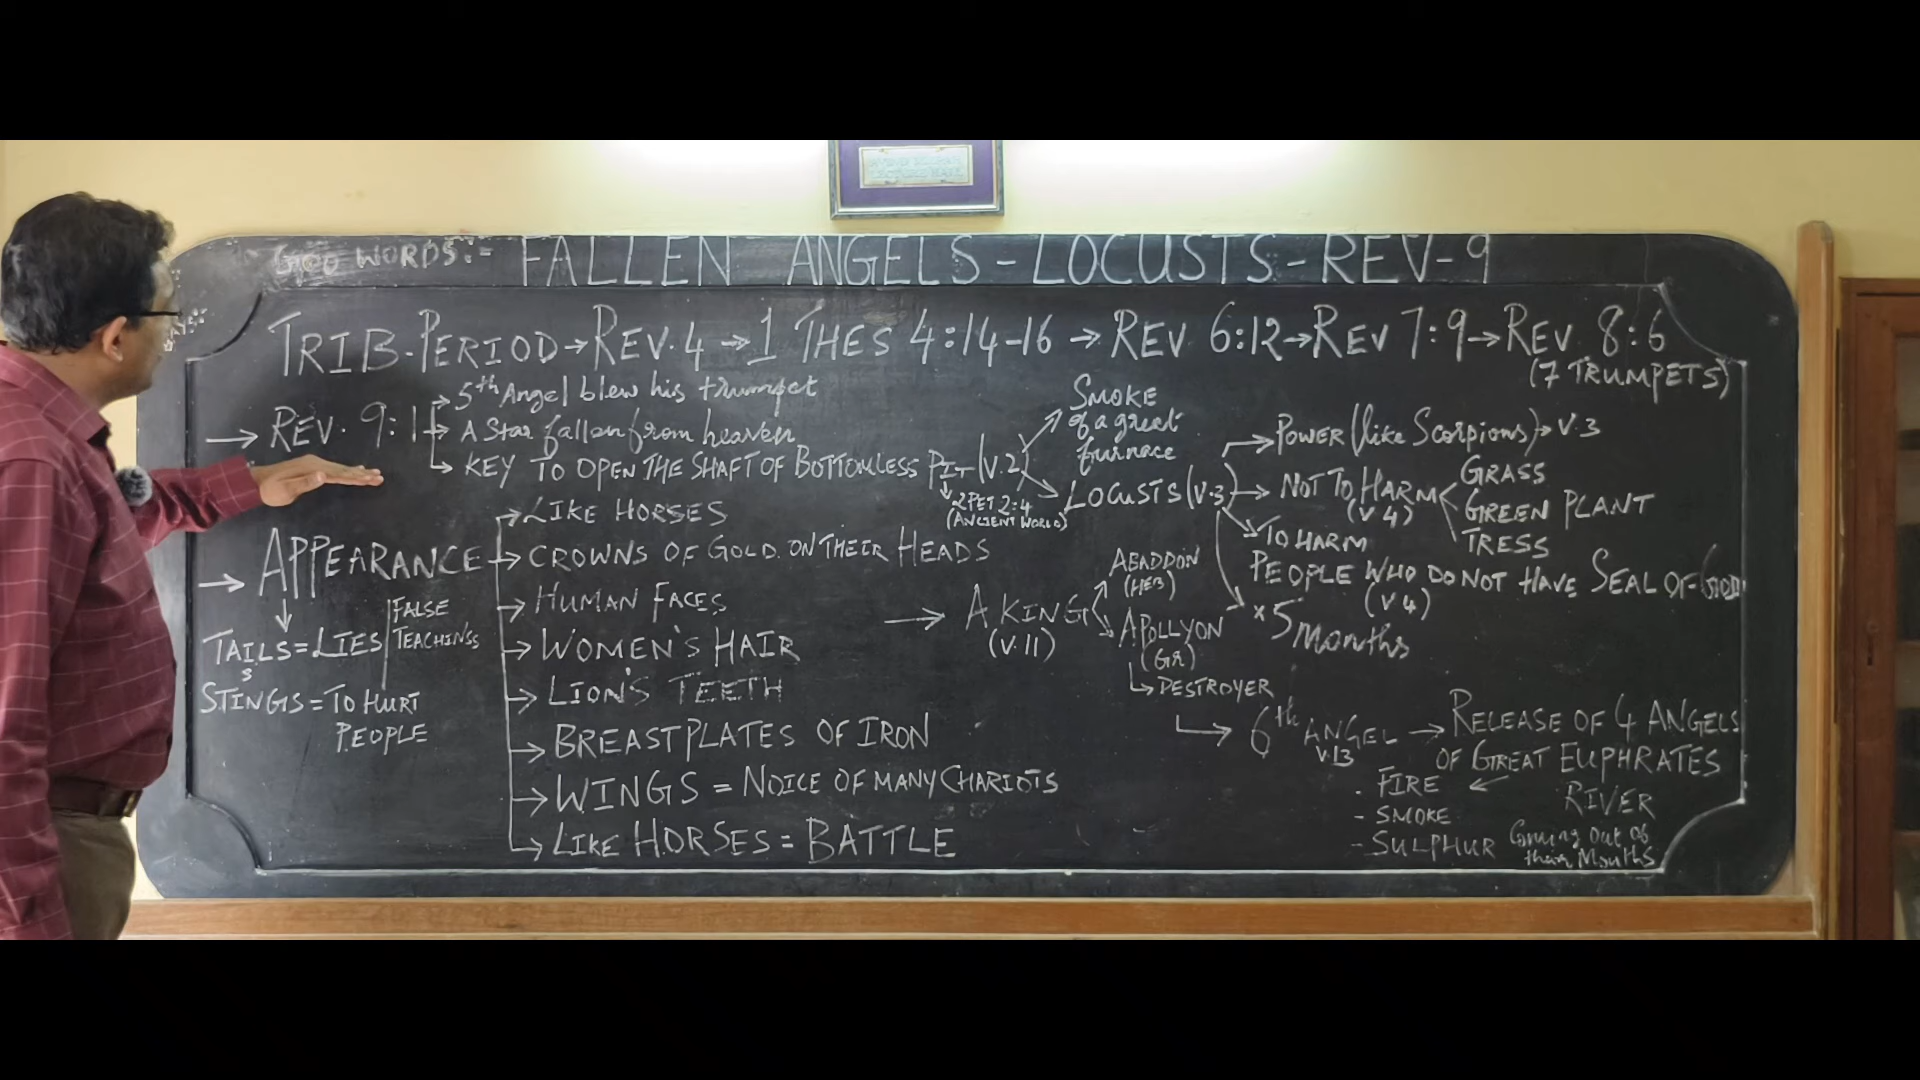 GOD WORDS:- FALLEN ANGELS - LOCUSTS - REV - 9
TRIB. PERIOD → REV. 4 → 1 THES 4:14-16 → REV 6:12 → REV 7:9 → REV. 8:6
(7 TRUMPETS)
→ REV. 9:1
→ 5th Angel blew his trumpet
→ A Star fallen from heaven
→ KEY TO OPEN THE SHAFT OF BOTTOMLESS PIT (V.2)
↓ 2 PET 2:4
(ANCIENT WORLD)
SMOKE
of a great
furnace
LOCUSTS (V.3)
→ POWER (like Scorpions) → V.3
→ NOT TO HARM
(V 4)
GRASS
GREEN PLANT
TRESS
TO HARM
PEOPLE WHO DO NOT HAVE SEAL OF GOD
(V 4)
* 5 Months
→ APPEARANCE
→ LIKE HORSES
→ CROWNS OF GOLD. ON THEIR HEADS
→ HUMAN FACES
→ WOMEN'S HAIR
→ LION'S TEETH
→ BREASTPLATES OF IRON
→ WINGS = NOICE OF MANY CHARIOTS
→ LIKE HORSES = BATTLE
TAILS = LIES
FALSE
TEACHINSS
S
STINGS = TO HURT
PEOPLE
→ A KING
(V.11)
ABADDON
(HEB)
APOLLYON
(GR)
DESTROYER
→ 6th ANGEL → RELEASE OF 4 ANGELS
V.13
OF GREAT EUPHRATES
RIVER
. FIRE ←
- SMOKE
- SULPHUR Coming out of
their Mouths